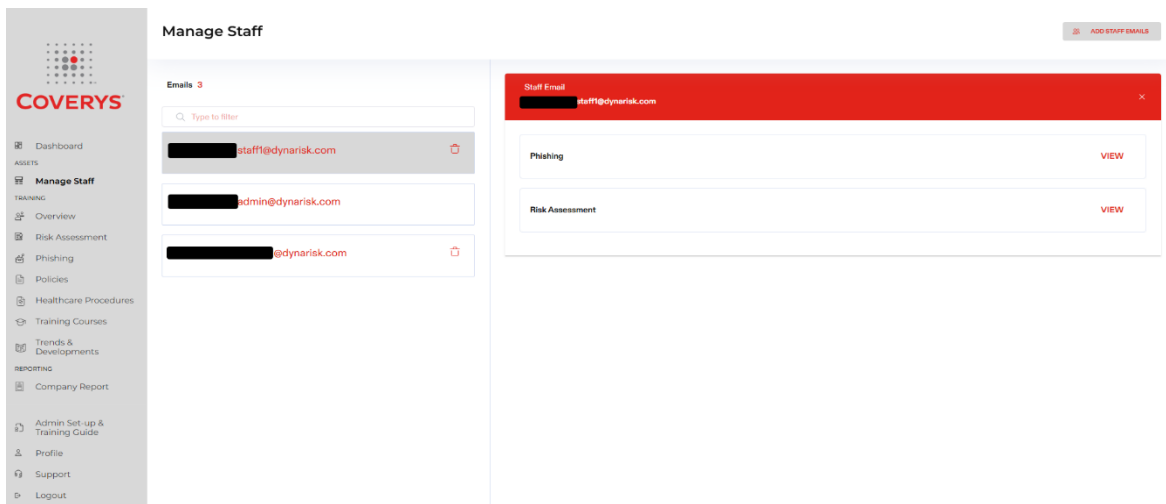 COVERYS
Dashboard
ASSETS
Manage Staff
TRAINING
Overview
Risk Assessment
Phishing
Policies
Healthcare Procedures
Training Courses
Trends &
Developments
REPORTING
Company Report
Admin Set-up &
Training Guide
Profile
Support
Logout
Manage Staff
ADD STAFF EMAILS
Emails 3
Type to filter
staff1@dynarisk.com
admin@dynarisk.com
@dynarisk.com
Staff Email
staff1@dynarisk.com
Phishing VIEW
Risk Assessment VIEW